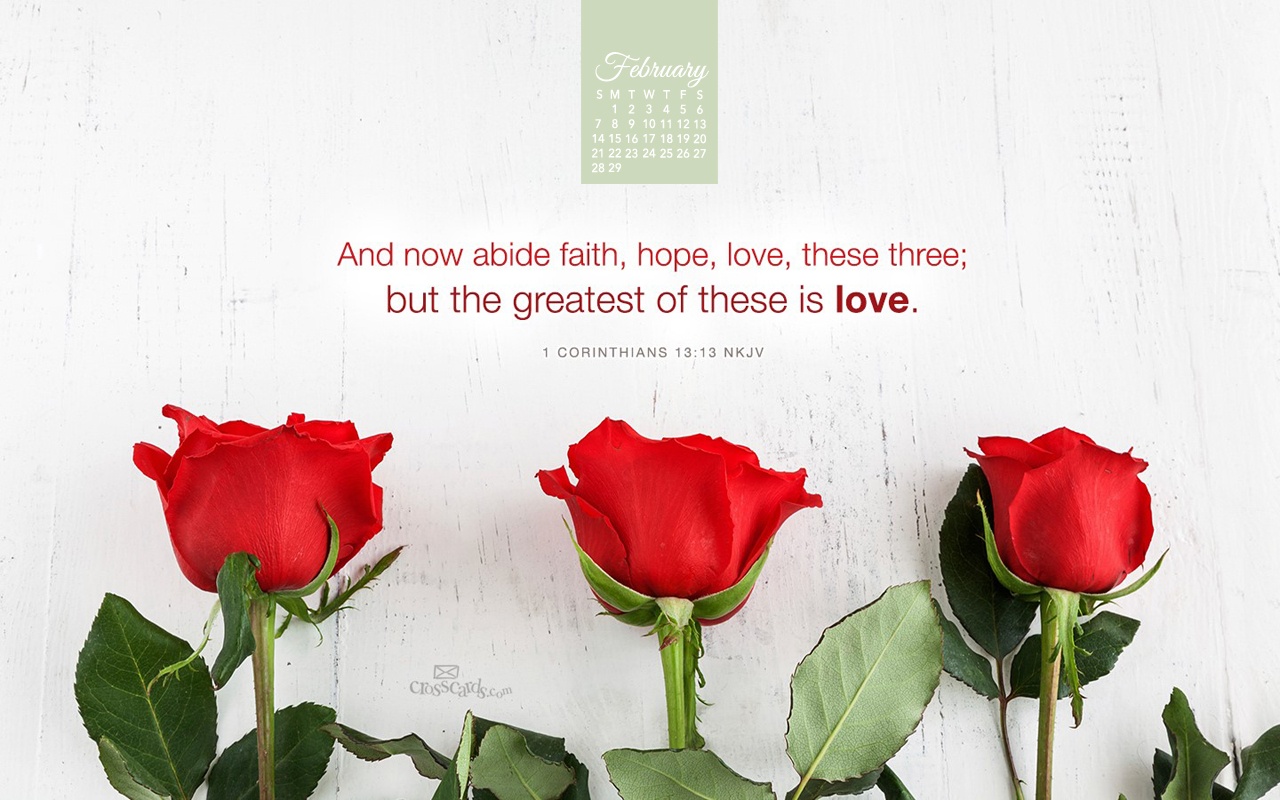 February
S M T W T F S
1 2 3 4 5 6
7 8 9 10 11 12 13
14 15 16 17 18 19 20
21 22 23 24 25 26 27
28 29
And now abide faith, hope, love, these three;
but the greatest of these is love.
1 CORINTHIANS 13:13 NKJV
crosscards.com